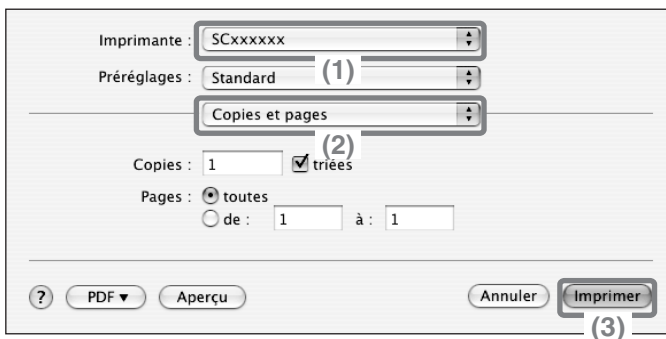 Imprimante : SCxxxxxx
(1)
Préréglages : Standard
Copies et pages
(2)
Copies : 1 triées
Pages : toutes
de : 1 à : 1
? PDF Aperçu Annuler Imprimer
(3)